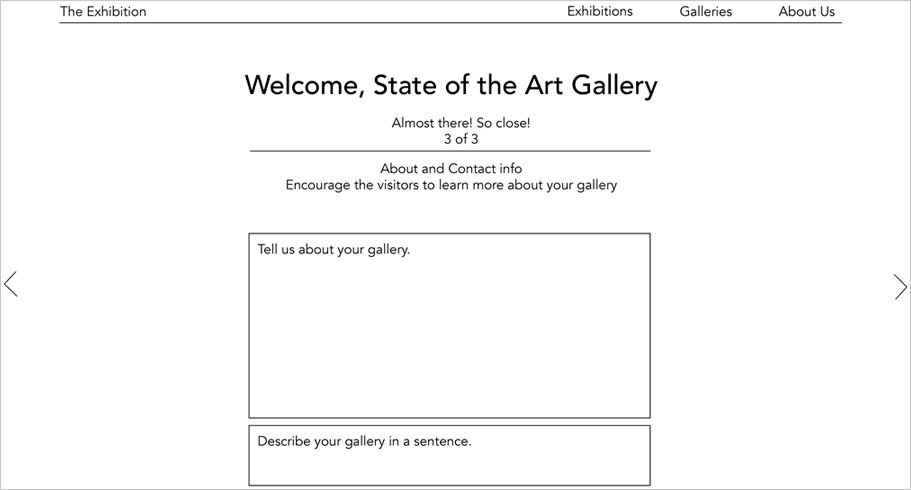 The Exhibition Exhibitions Galleries About Us
Welcome, State of the Art Gallery
Almost there! So close!
3 of 3
About and Contact info
Encourage the visitors to learn more about your gallery
Tell us about your gallery.
Describe your gallery in a sentence.